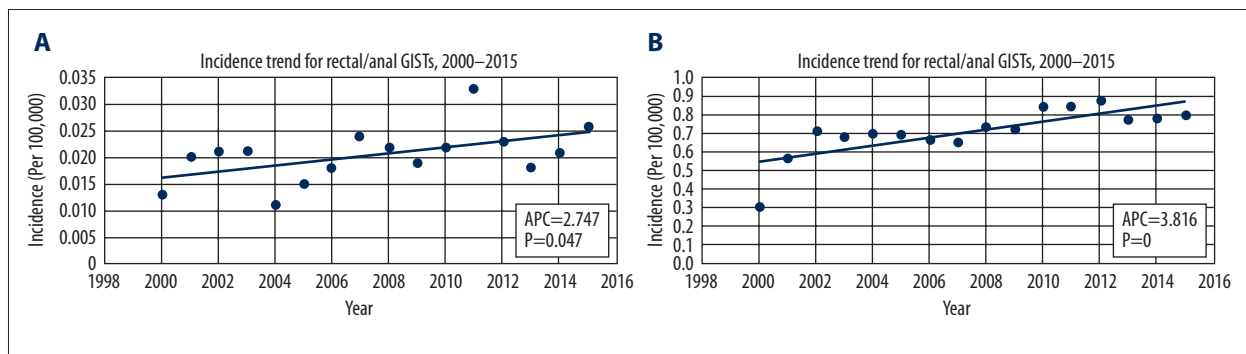 A
Incidence trend for rectal/anal GISTs, 2000–2015
Incidence (Per 100,000)
0.035
0.030
0.025
0.020
0.015
0.010
0.005
0
APC=2.747
P=0.047
1998 2000 2002 2004 2006 2008 2010 2012 2014 2016
Year
B
Incidence trend for rectal/anal GISTs, 2000–2015
Incidence (Per 100,000)
1.0
0.9
0.8
0.7
0.6
0.5
0.4
0.3
0.2
0.1
0.0
APC=3.816
P=0
1998 2000 2002 2004 2006 2008 2010 2012 2014 2016
Year